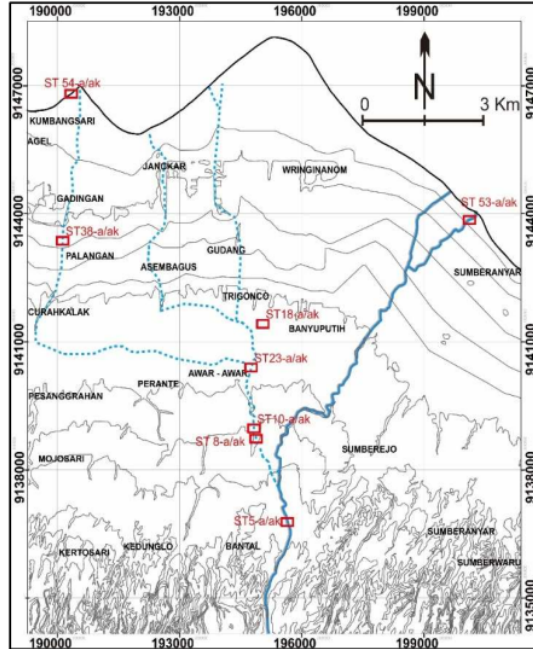 190000 193000 196000 199000
9147000 9147000
ST 54-a/ak
KUMBANGSARI
N
0 3 Km
AGEL
JANGKAR
WRINGINANOM
GADINGAN
9144000 9144000
ST 53-a/ak
ST38-a/ak
PALANGAN
GUDANG
ASEMBAGUS
SUMBERANYAR
TRIGONCO
CURAHKALAK
ST18-a/ak
BANYUPUTIH
9141000 9141000
ST23-a/ak
AWAR - AWAR
PERANTE
PESANGGRAHAN
ST10-a/ak
ST 8-a/ak
SUMBEREJO
MOJOSARI
9138000 9138000
ST5-a/ak
SUMBERANYAR
KERTOSARI
KEDUNGLO
BANTAL
SUMBERWARU
9135000 9135000
190000 193000 196000 199000